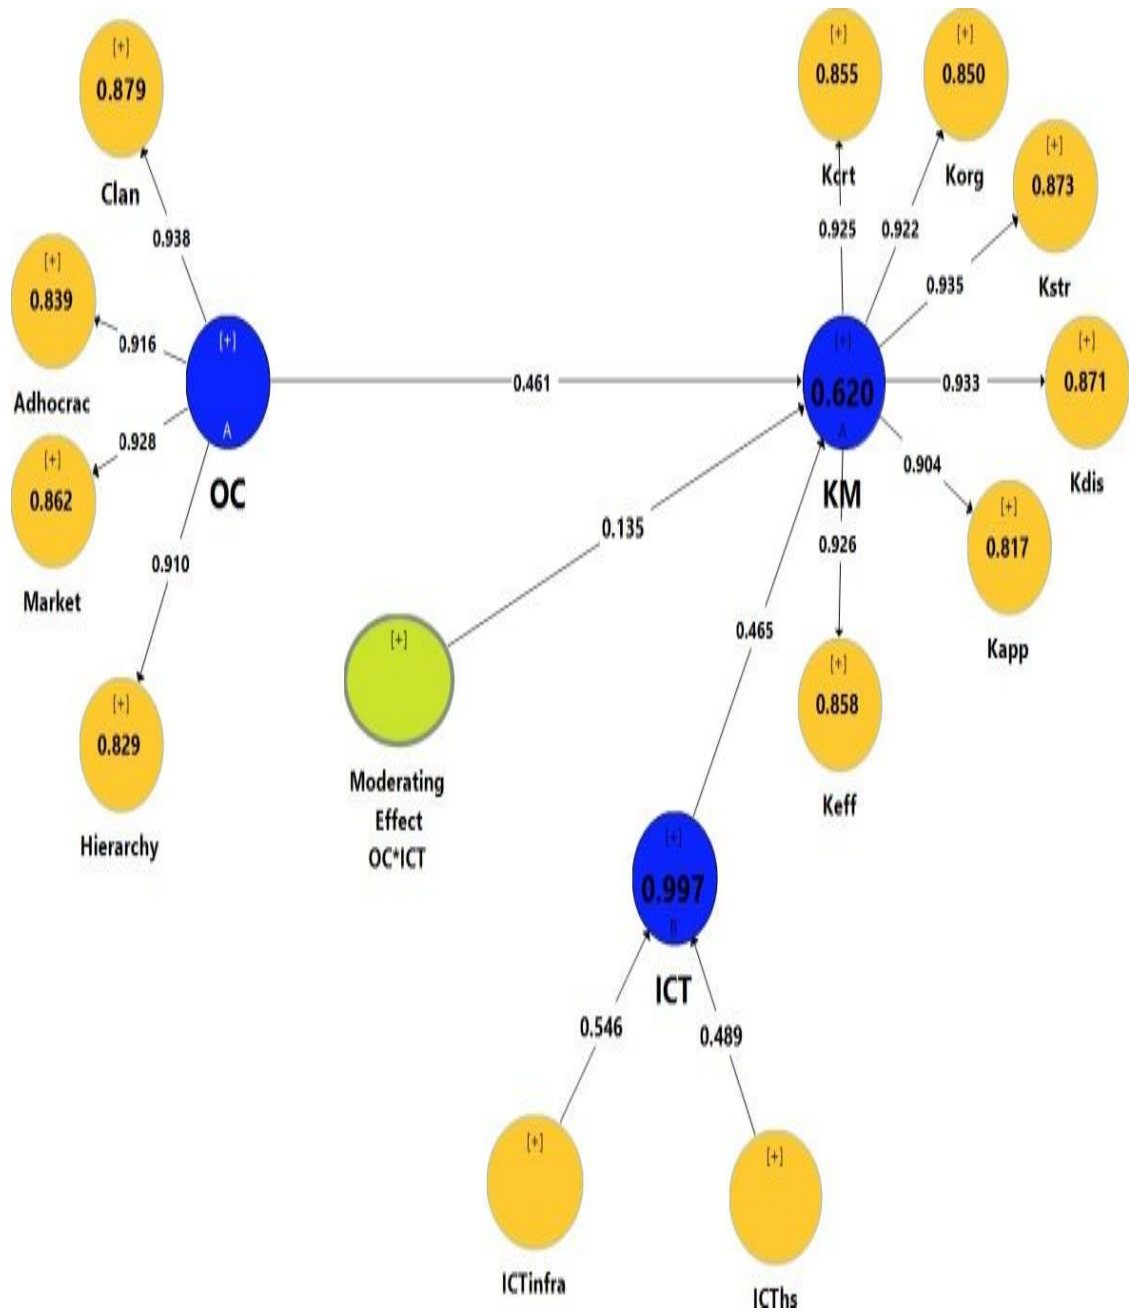 [+]
0.879
Clan
[+]
0.855
Kcrt
[+]
0.850
Korg
[+]
0.873
Kstr
0.938
0.925
0.922
0.935
[+]
0.839
Adhocrac
0.916
[+]
A
OC
0.461
[+]
0.620
A
KM
0.933
[+]
0.871
Kdis
0.928
[+]
0.862
Market
0.904
[+]
0.817
Kapp
0.910
0.135
0.926
0.465
[+]
0.829
Hierarchy
[+]
Moderating
Effect
OC*ICT
[+]
0.858
Keff
[+]
0.997
B
ICT
0.546
0.489
[+]
ICTinfra
[+]
ICThs